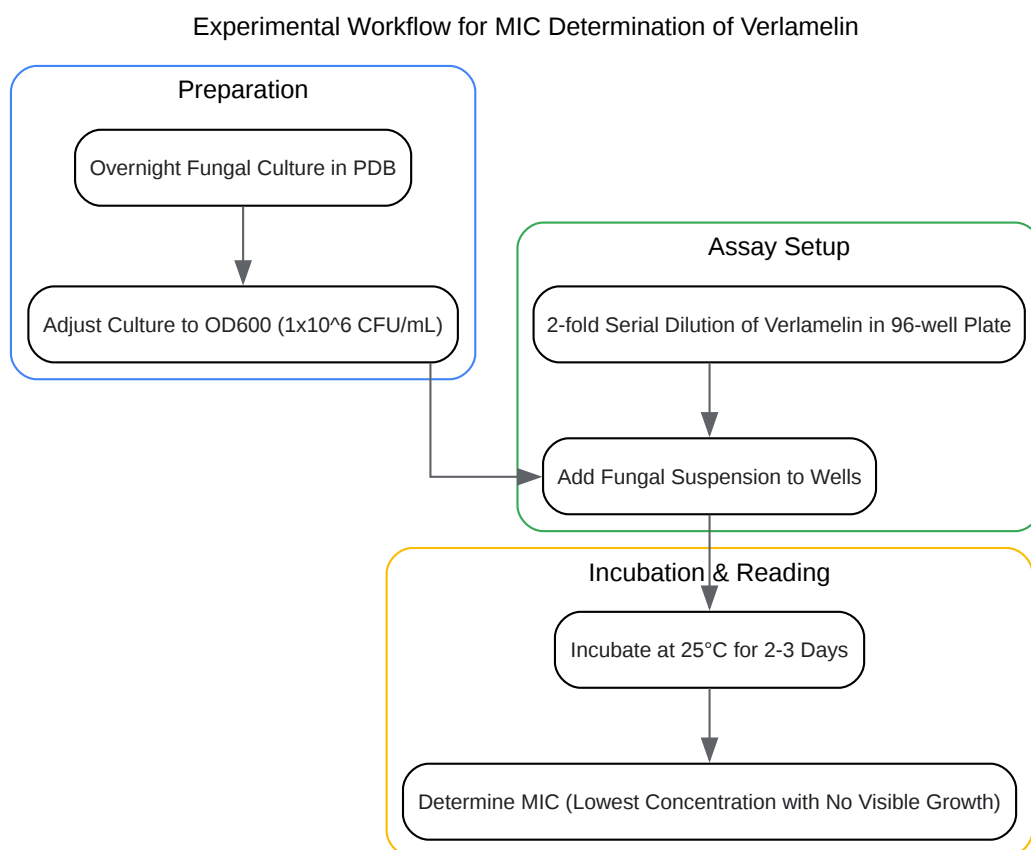 Experimental Workflow for MIC Determination of Verlamelin
Preparation
Overnight Fungal Culture in PDB
Adjust Culture to OD600 (1x10^6 CFU/mL)
Assay Setup
2-fold Serial Dilution of Verlamelin in 96-well Plate
Add Fungal Suspension to Wells
Incubation & Reading
Incubate at 25°C for 2-3 Days
Determine MIC (Lowest Concentration with No Visible Growth)